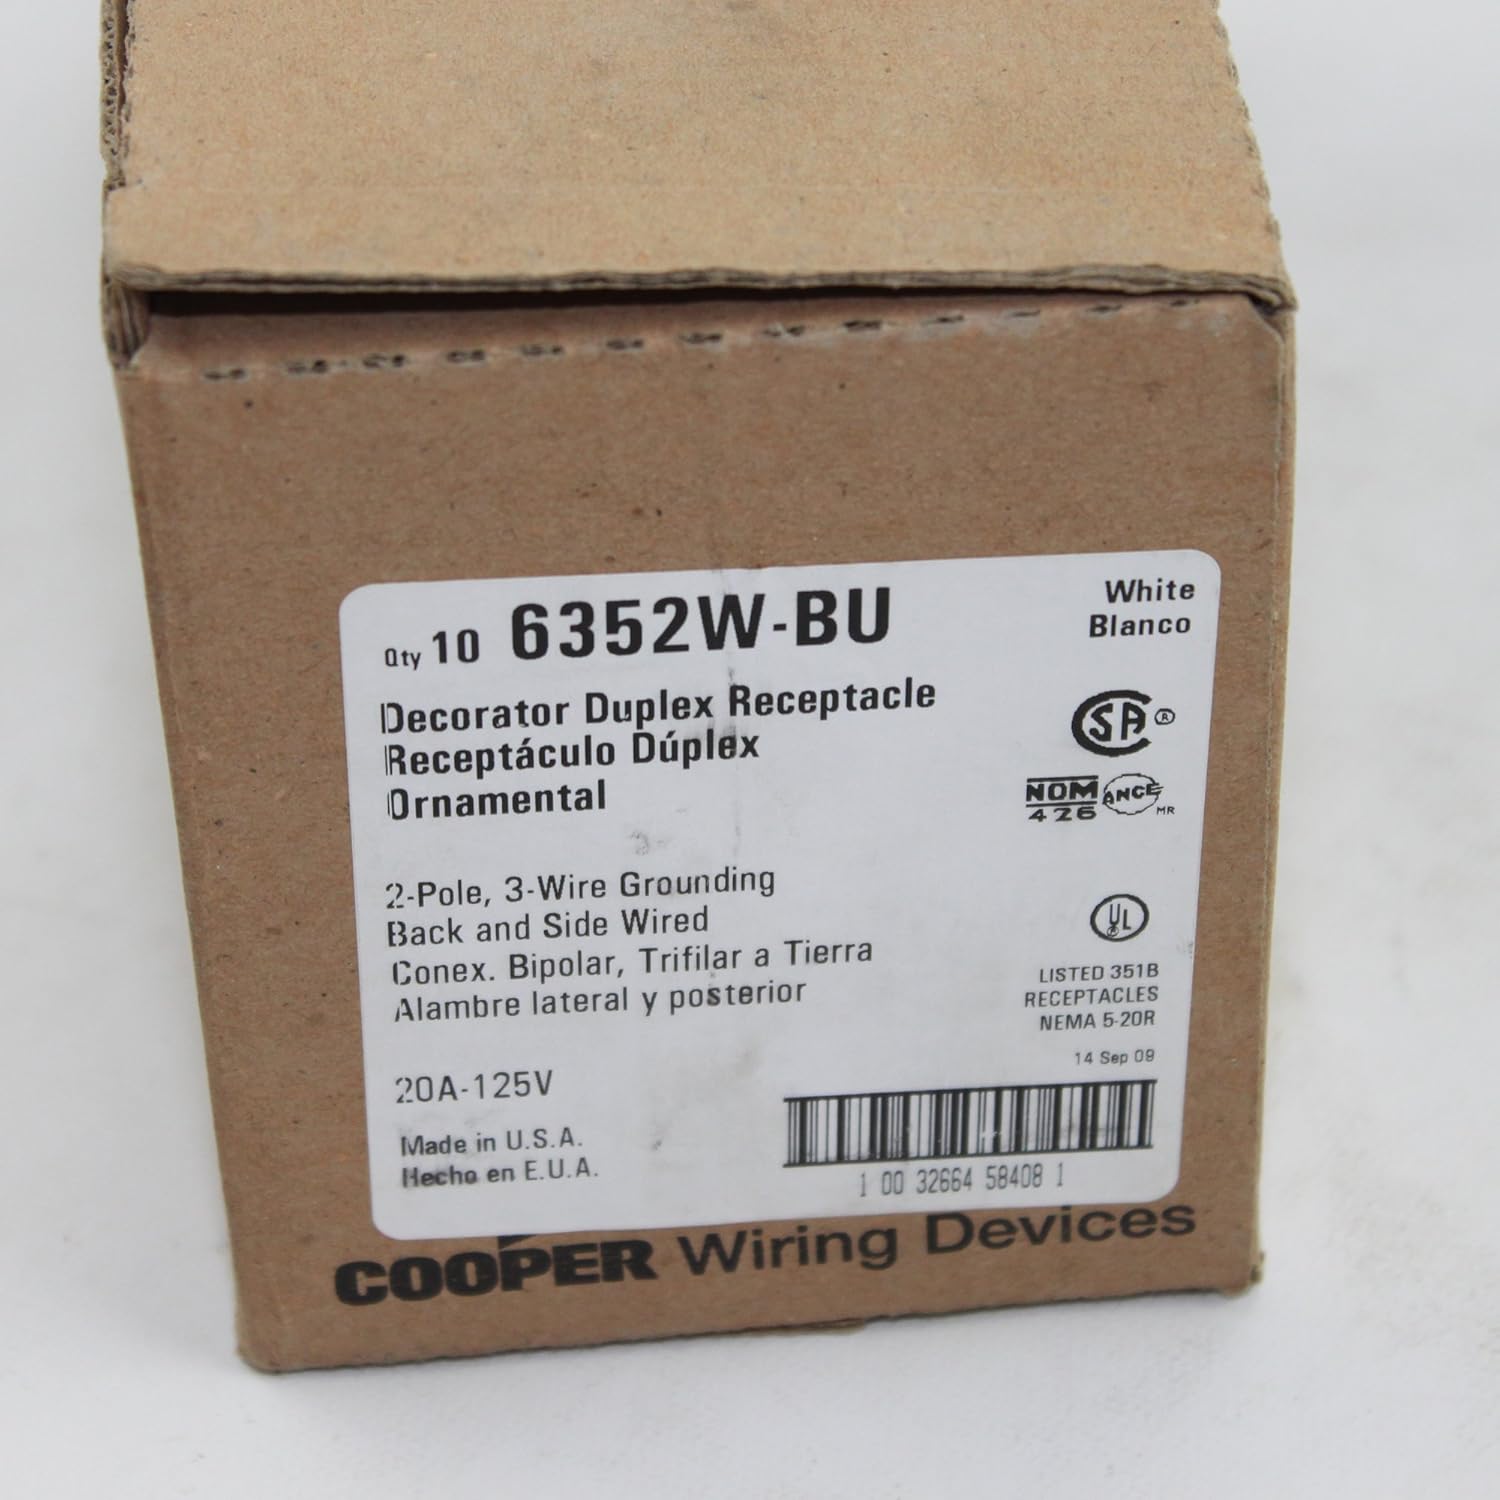 Qty 10 6352W-BU
White
Blanco
Decorator Duplex Receptacle
Receptáculo Dúplex
Ornamental
CSA ®
NOM ANCE
426 MR
2-Pole, 3-Wire Grounding
Back and Side Wired
Conex. Bipolar, Trifilar a Tierra
Alambre lateral y posterior
UL
LISTED 351B
RECEPTACLES
NEMA 5-20R
14 Sep 09
20A-125V
Made in U.S.A.
Hecho en E.U.A.
1 00 32664 58408 1
COOPER Wiring Devices